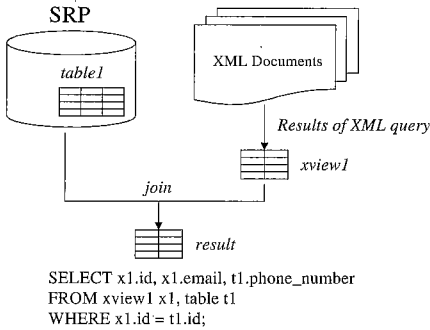 SRP
table1
XML Documents
Results of XML query
xview1
join
result
SELECT x1.id, x1.email, t1.phone_number
FROM xview1 x1, table t1
WHERE x1.id = t1.id;